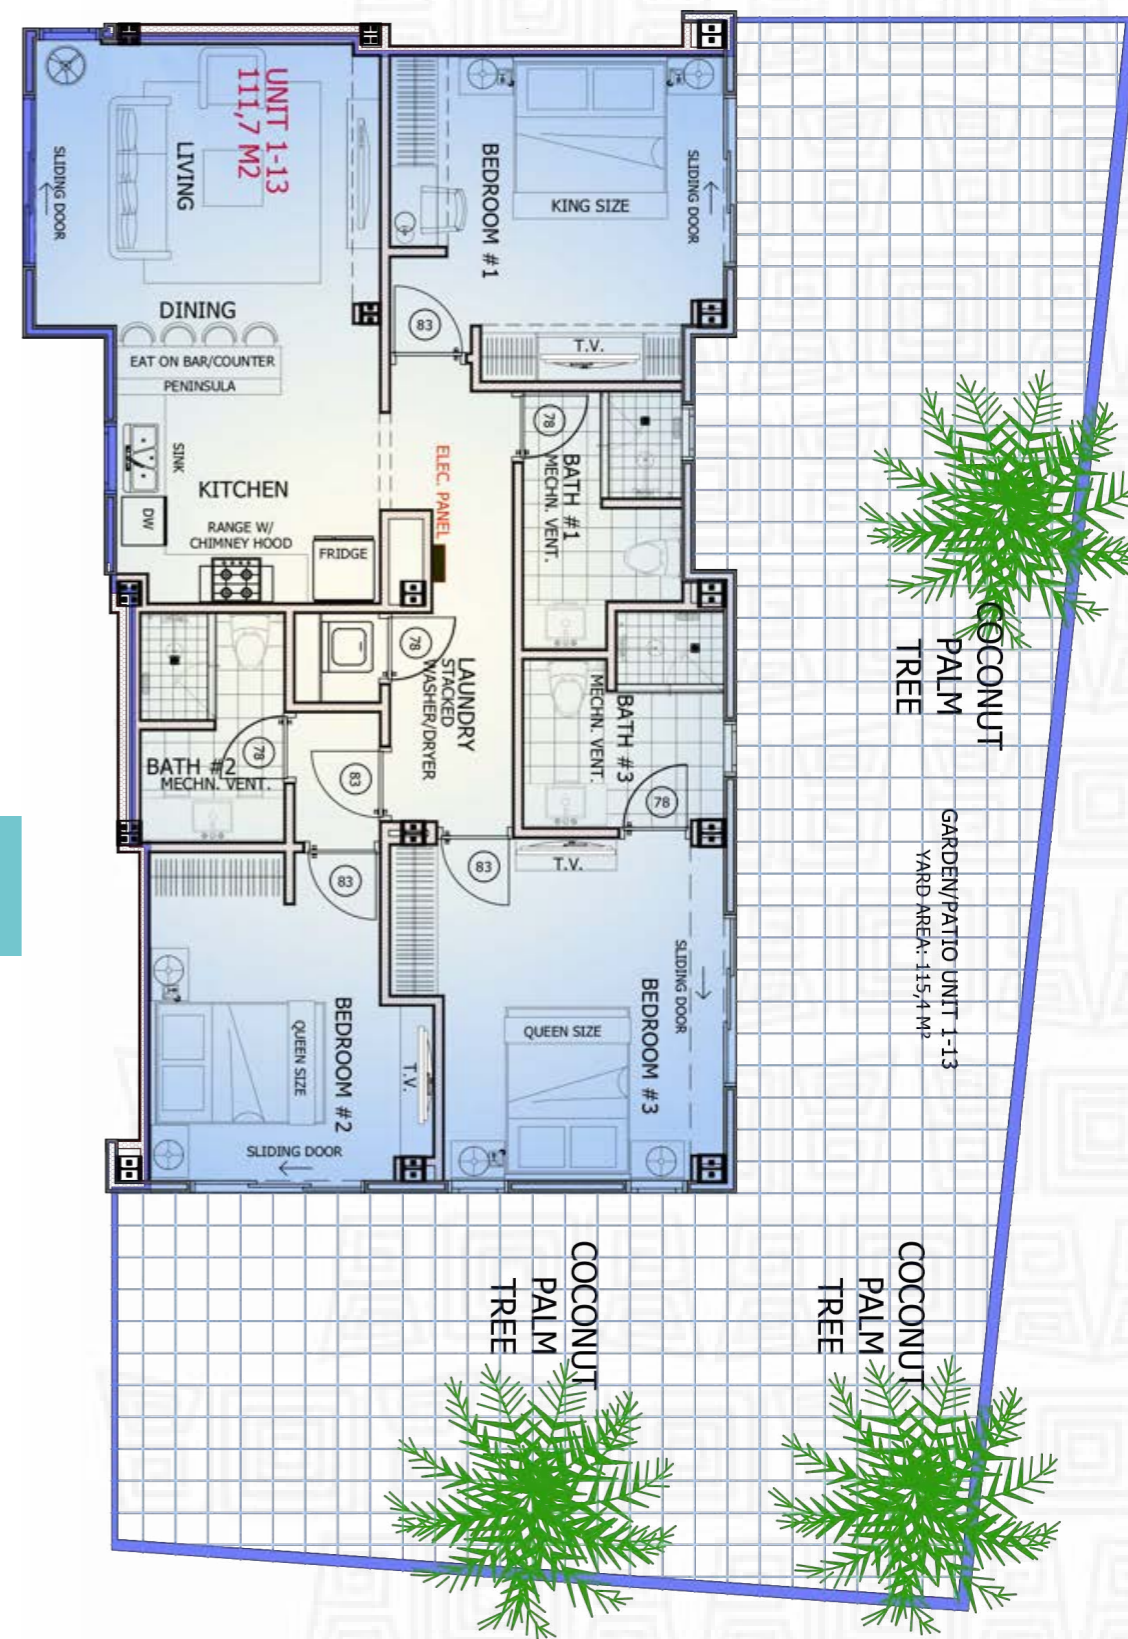 UNIT 1-13
111,7 M2
LIVING
SLIDING DOOR
BEDROOM #1
KING SIZE
SLIDING DOOR
DINING
83
T.V.
EAT ON BAR/COUNTER
PENINSULA
78
SINK
ELEC. PANEL
BATH #1
MECHN. VENT.
KITCHEN
DW
RANGE W/
CHIMNEY HOOD
FRIDGE
COCONUT
PALM
TREE
78
LAUNDRY
STACKED
WASHER/DRYER
BATH #3
MECHN. VENT.
78
BATH #2
MECHN. VENT.
83
78
GARDEN/PATIO UNIT 1-13
YARD AREA: 115,4 M²
83
83
T.V.
SLIDING DOOR
BEDROOM #2
QUEEN SIZE
T.V.
QUEEN SIZE
BEDROOM #3
SLIDING DOOR
COCONUT
PALM
TREE
COCONUT
PALM
TREE